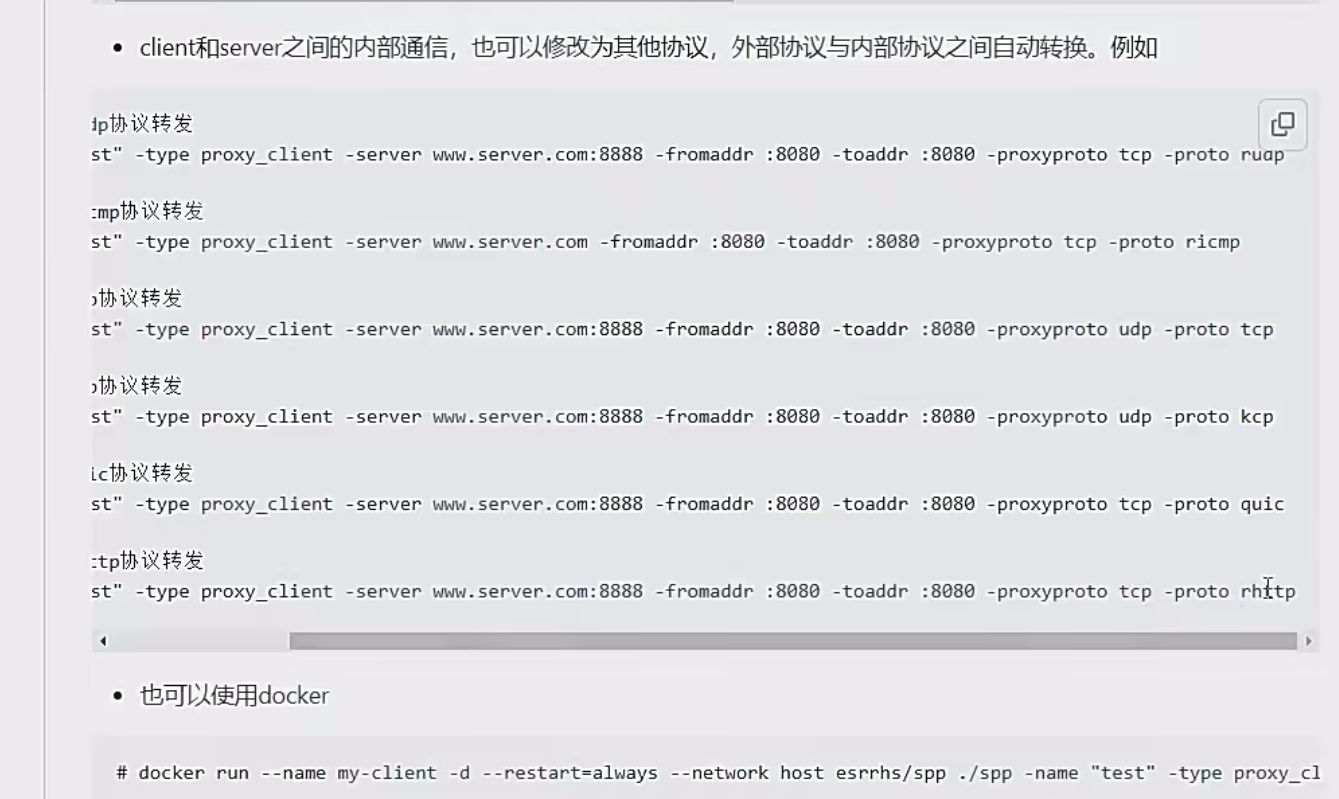 client和server之间的内部通信，也可以修改为其他协议，外部协议与内部协议之间自动转换。例如
dp协议转发
st" -type proxy_client -server www.server.com:8888 -fromaddr :8080 -toaddr :8080 -proxyproto tcp -proto rudp
cmp协议转发
st" -type proxy_client -server www.server.com -fromaddr :8080 -toaddr :8080 -proxyproto tcp -proto ricmp
协议转发
st" -type proxy_client -server www.server.com:8888 -fromaddr :8080 -toaddr :8080 -proxyproto udp -proto tcp
协议转发
st" -type proxy_client -server www.server.com:8888 -fromaddr :8080 -toaddr :8080 -proxyproto udp -proto kcp
ic协议转发
st" -type proxy_client -server www.server.com:8888 -fromaddr :8080 -toaddr :8080 -proxyproto tcp -proto quic
ttp协议转发
st" -type proxy_client -server www.server.com:8888 -fromaddr :8080 -toaddr :8080 -proxyproto tcp -proto rhttp
也可以使用docker
# docker run --name my-client -d --restart=always --network host esrrhs/spp ./spp -name "test" -type proxy_cl